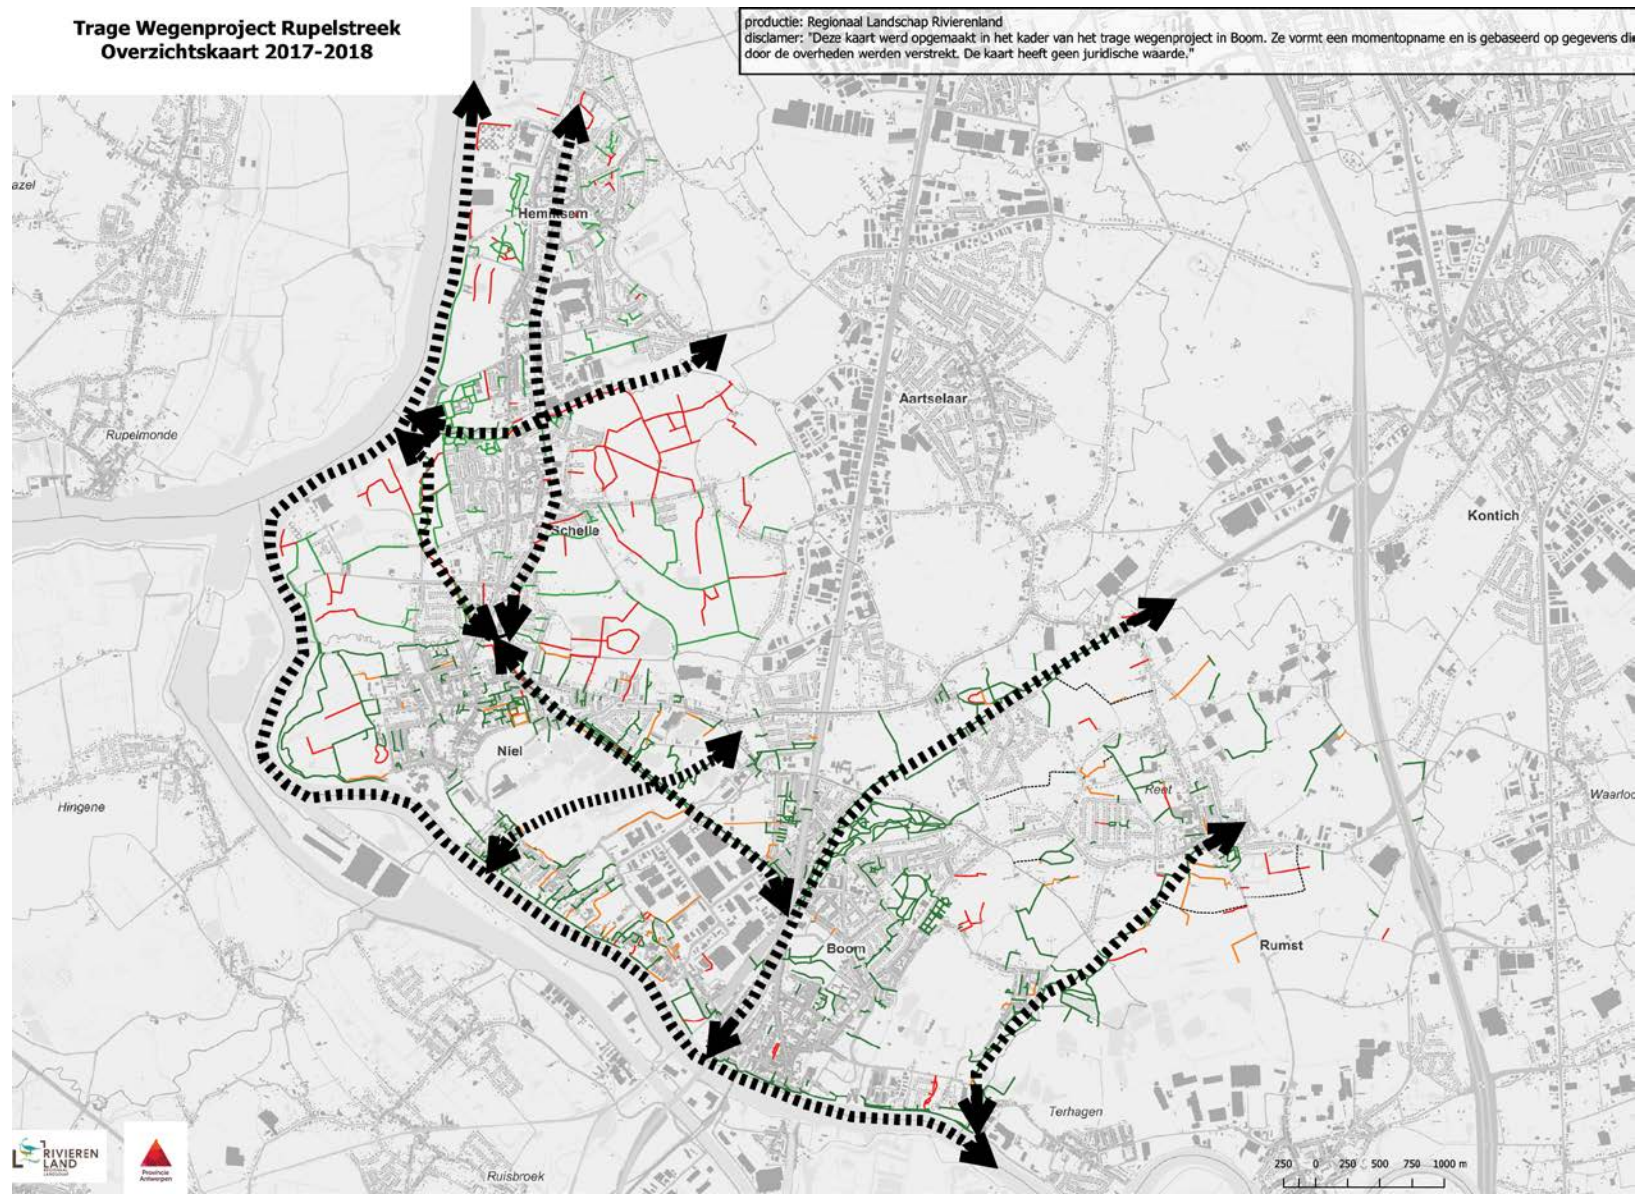 Trage Wegenproject Rupelstreek
Overzichtskaart 2017-2018
productie: Regionaal Landschap Rivierenland
disclamer: "Deze kaart werd opgemaakt in het kader van het trage wegenproject in Boom. Ze vormt een momentopname en is gebaseerd op gegevens die
door de overheden werden verstrekt. De kaart heeft geen juridische waarde."
azel
Hemiksem
Aartselaar
Rupelmonde
Kontich
Schelle
Niel
Hingene
Reet
Waarloo
Boom
Rumst
Terhagen
Ruisbroek
RIVIEREN
LAND
Provincie
Antwerpen
250 0 250 500 750 1000 m